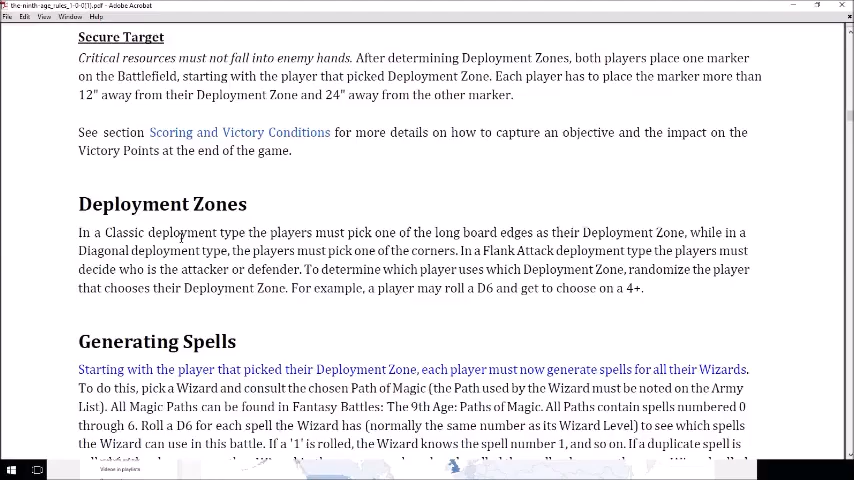 the-ninth-age_rules_1-0-0[1].pdf - Adobe Acrobat
File Edit View Window Help
Secure Target
Critical resources must not fall into enemy hands. After determining Deployment Zones, both players place one marker
on the Battlefield, starting with the player that picked Deployment Zone. Each player has to place the marker more than
12" away from their Deployment Zone and 24" away from the other marker.
See section Scoring and Victory Conditions for more details on how to capture an objective and the impact on the
Victory Points at the end of the game.
Deployment Zones
In a Classic deployment type the players must pick one of the long board edges as their Deployment Zone, while in a
Diagonal deployment type, the players must pick one of the corners. In a Flank Attack deployment type the players must
decide who is the attacker or defender. To determine which player uses which Deployment Zone, randomize the player
that chooses their Deployment Zone. For example, a player may roll a D6 and get to choose on a 4+.
Generating Spells
Starting with the player that picked their Deployment Zone, each player must now generate spells for all their Wizards.
To do this, pick a Wizard and consult the chosen Path of Magic (the Path used by the Wizard must be noted on the Army
List). All Magic Paths can be found in Fantasy Battles: The 9th Age: Paths of Magic. All Paths contain spells numbered 0
through 6. Roll a D6 for each spell the Wizard has (normally the same number as its Wizard Level) to see which spells
the Wizard can use in this battle. If a '1' is rolled, the Wizard knows the spell number 1, and so on. If a duplicate spell is
Videos in playlists